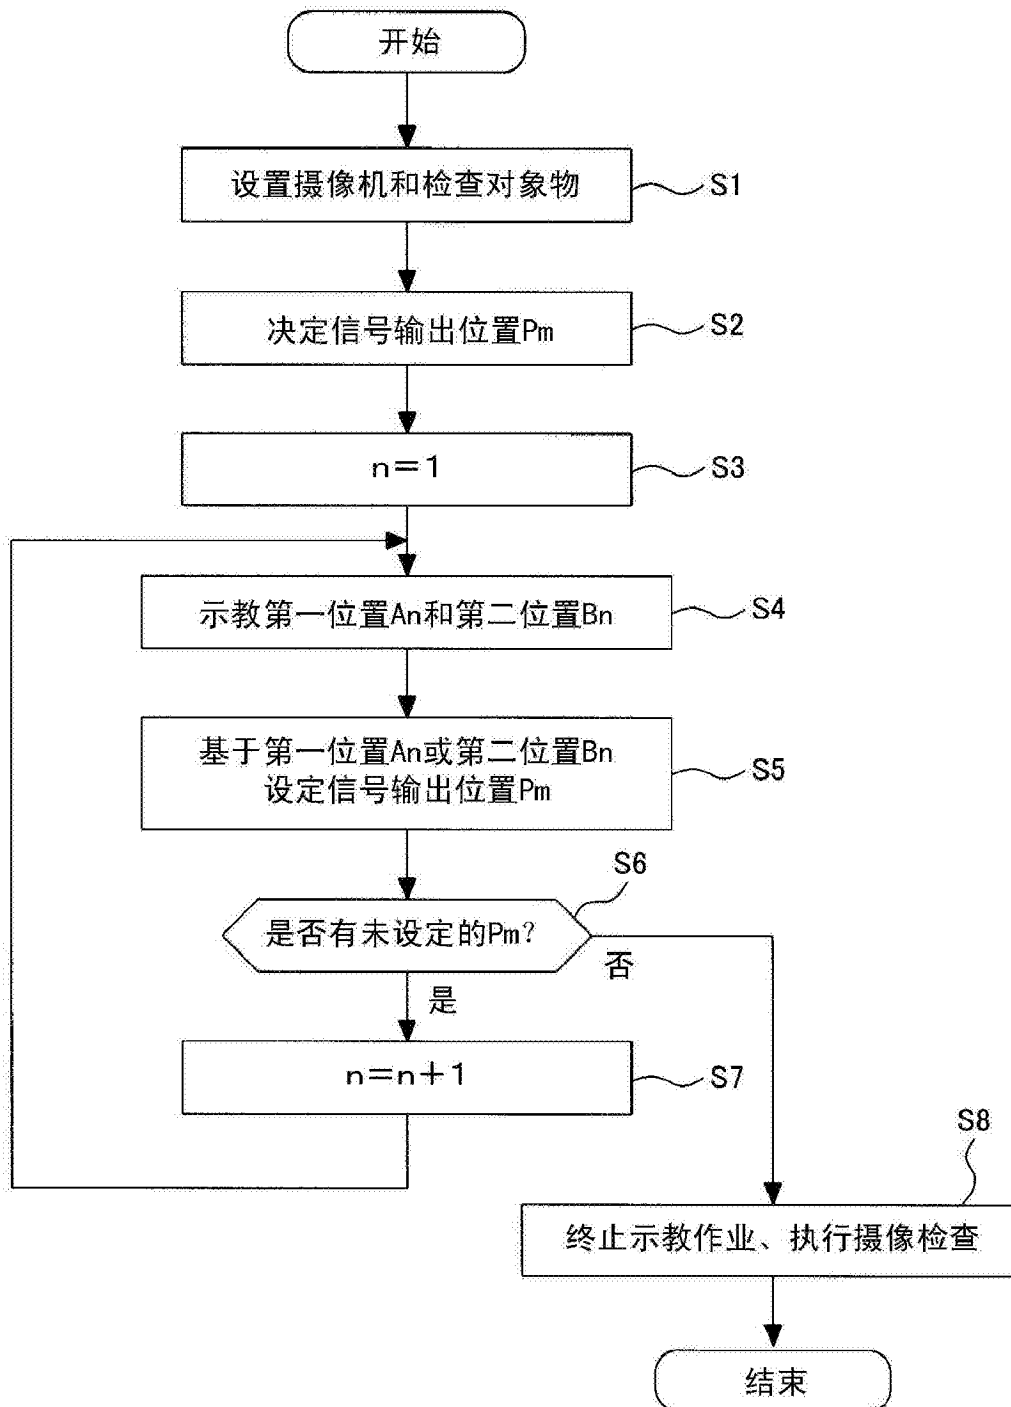 开始
设置摄像机和检查对象物
S1
决定信号输出位置Pm
S2
n=1
S3
示教第一位置An和第二位置Bn
S4
基于第一位置An或第二位置Bn
设定信号输出位置Pm
S5
S6
是否有未设定的Pm?
否
是
n=n+1
S7
S8
终止示教作业、执行摄像检查
结束